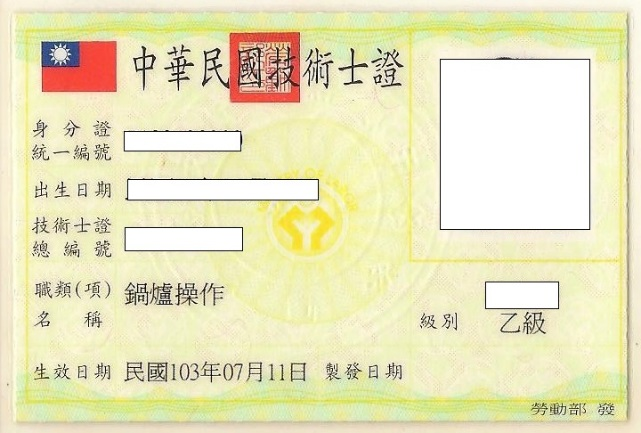 中華民國技術士證
身分證
統一編號
出生日期
技術士證
總編號
職類(項) 鍋爐操作
名稱
級別 乙級
生效日期 民國103年07月11日 製發日期
勞動部 發